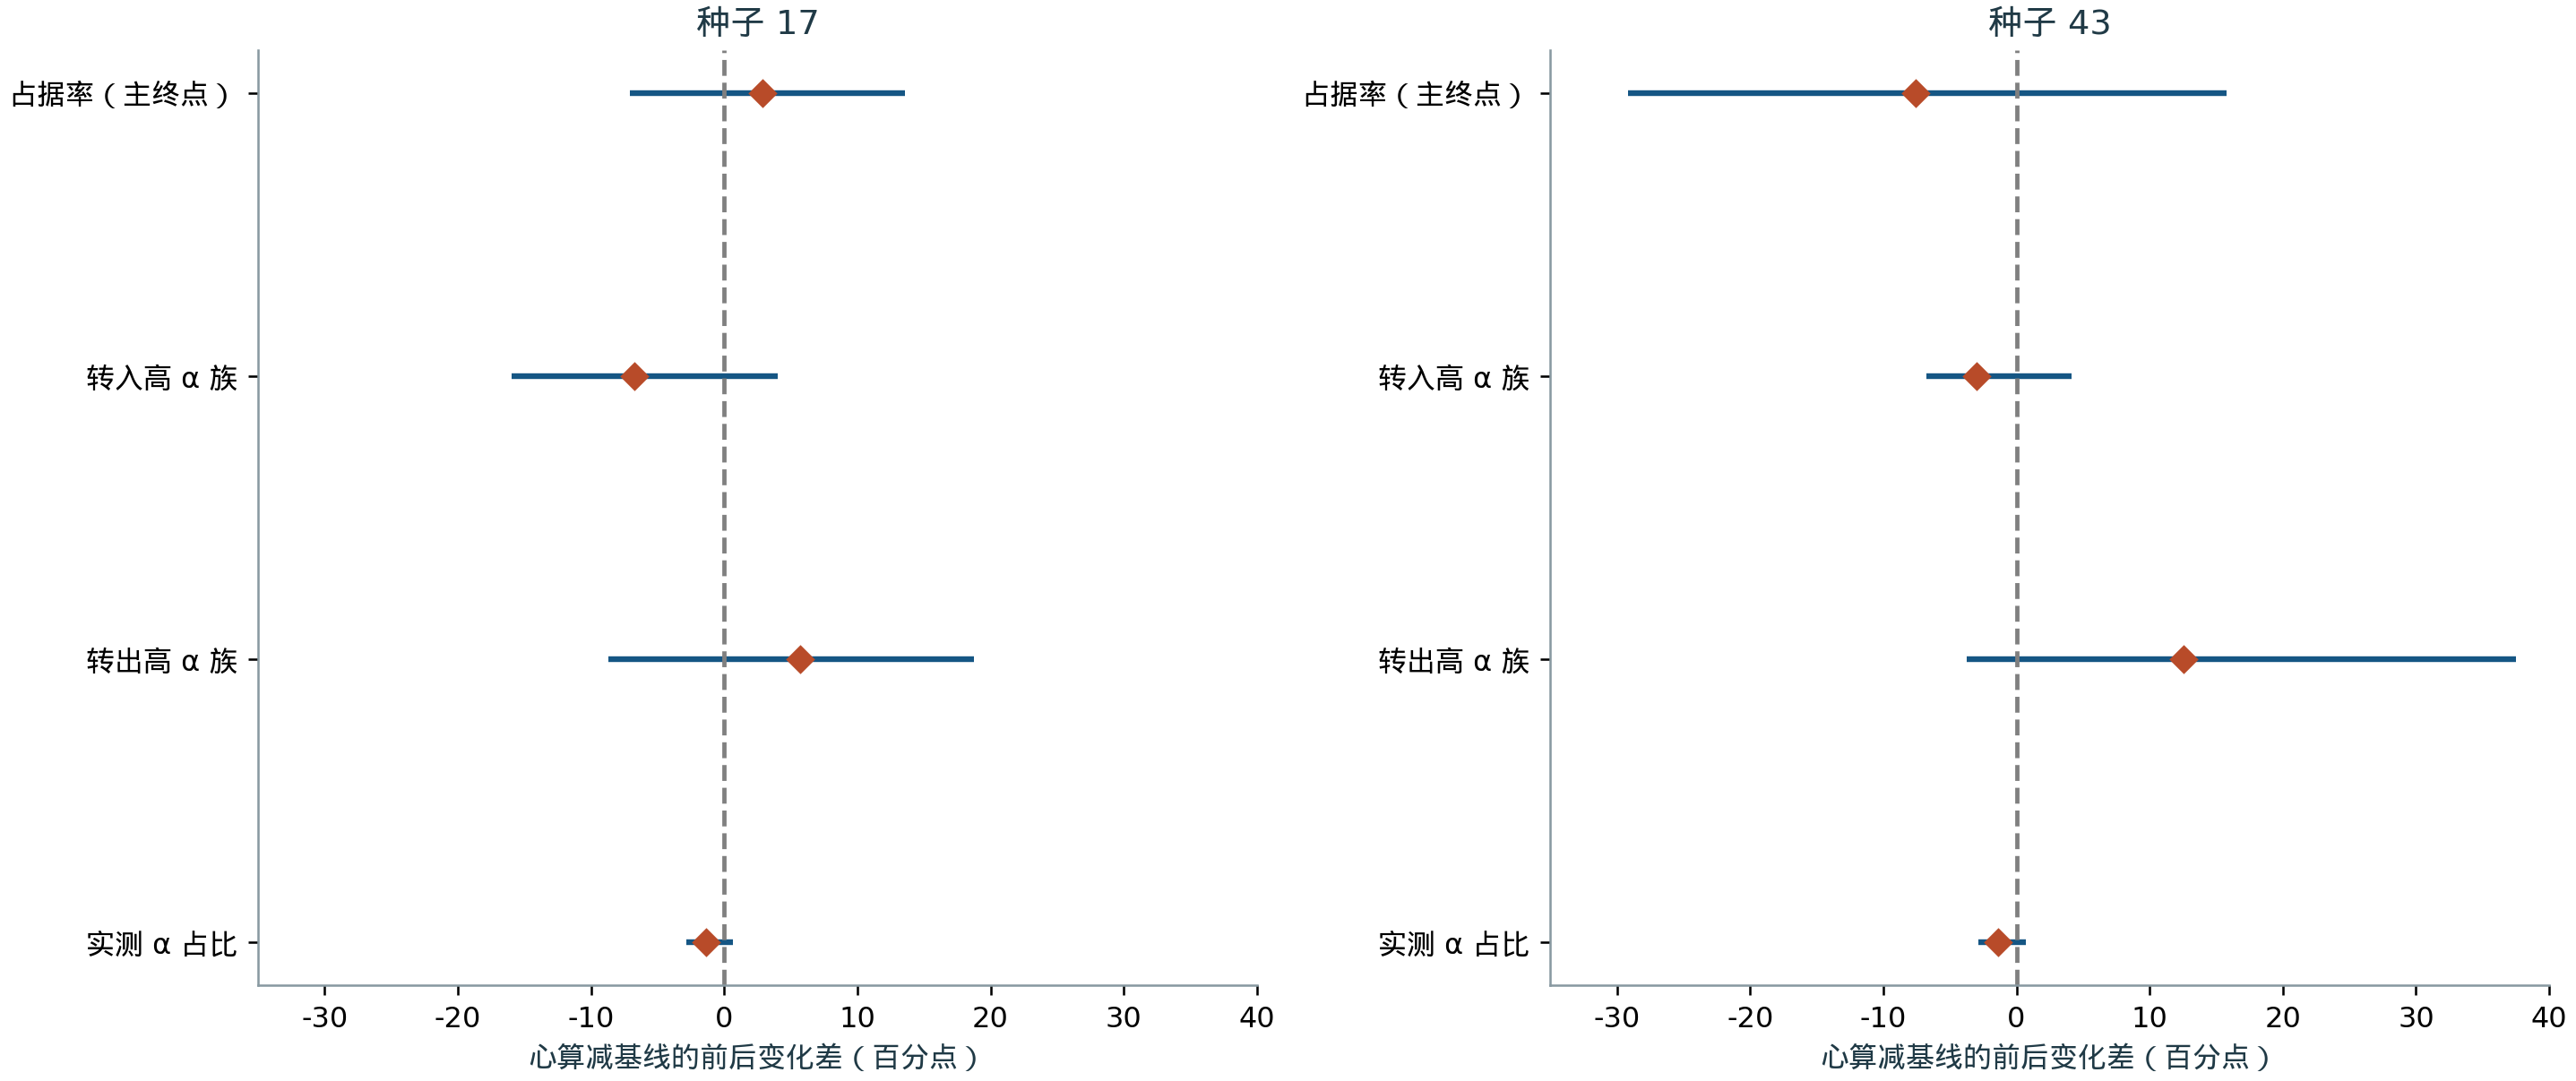 种子 17
占据率（主终点）
转入高 α 族
转出高 α 族
实测 α 占比
-30 -20 -10 0 10 20 30 40
心算减基线的前后变化差（百分点）
种子 43
占据率（主终点）
转入高 α 族
转出高 α 族
实测 α 占比
-30 -20 -10 0 10 20 30 40
心算减基线的前后变化差（百分点）